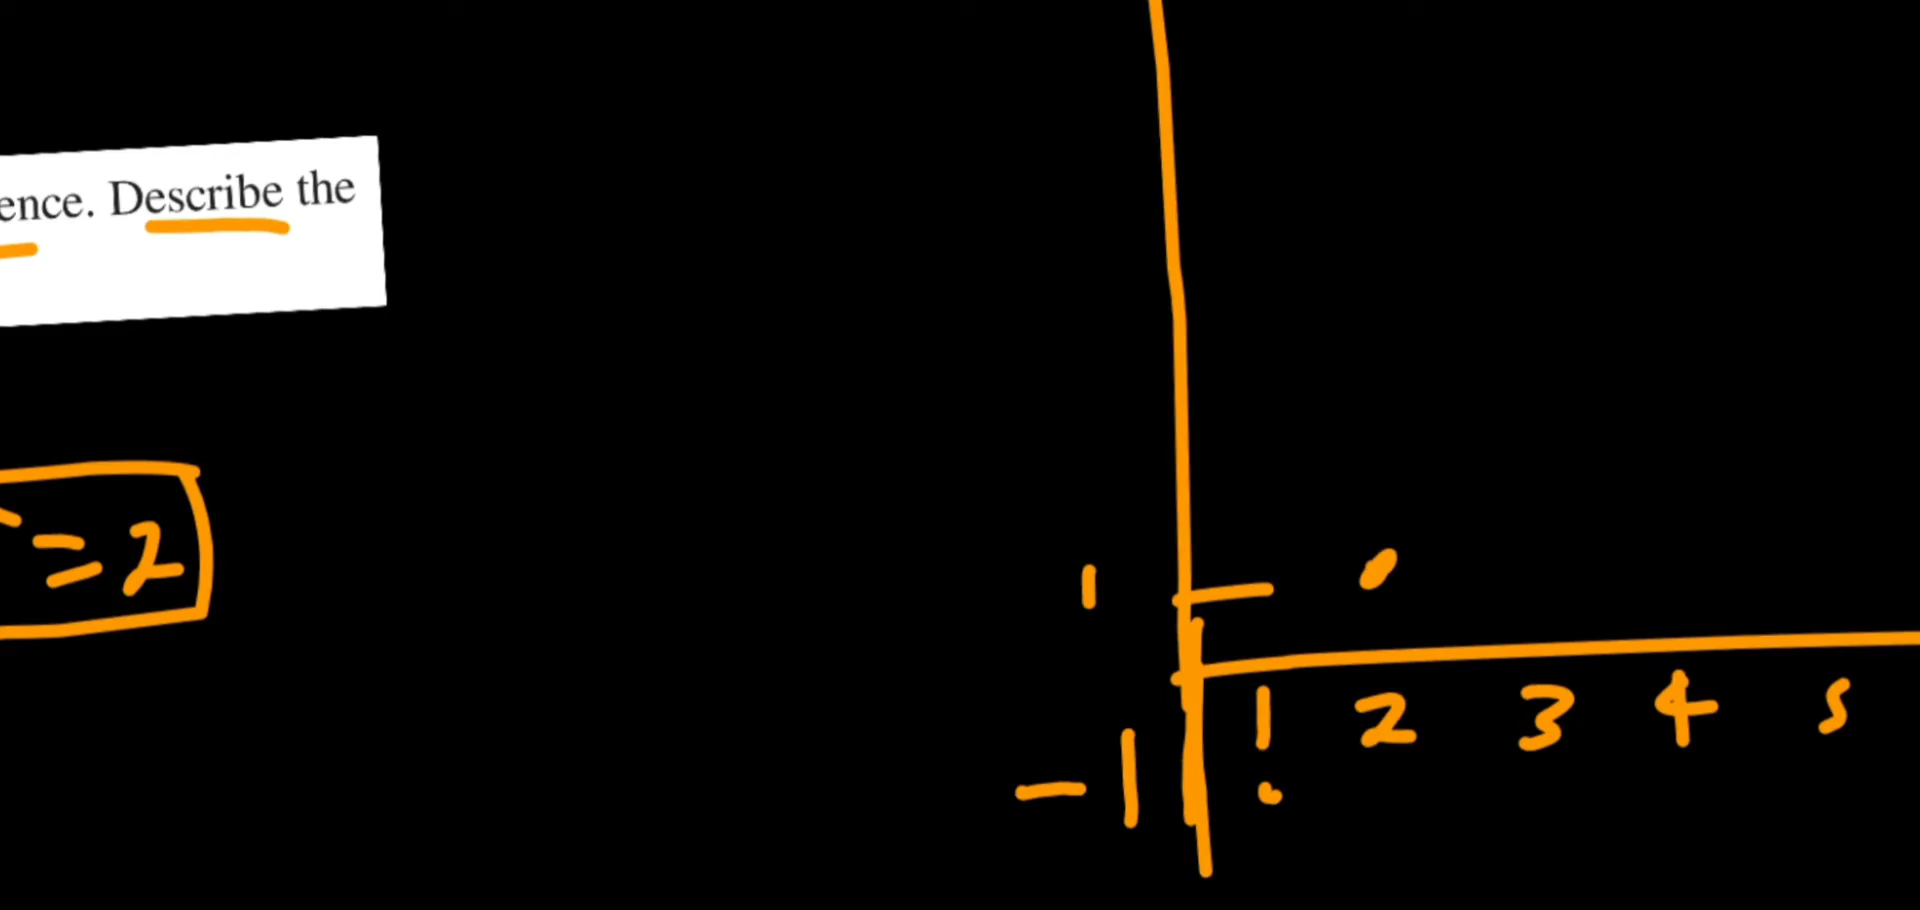 ence. Describe the
= 2
1
1 2 3 4 5
-1